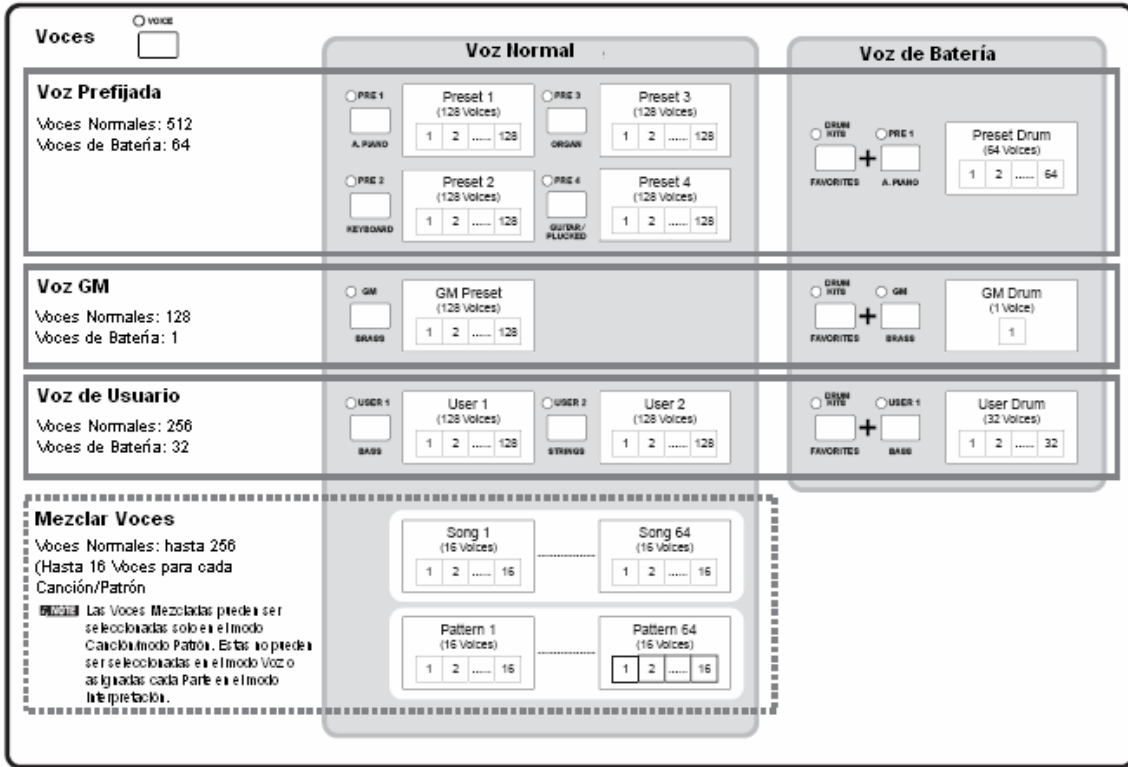 Voces
VOICE
Voz Normal
Voz de Batería
Voz Prefijada
Voces Normales: 512
Voces de Batería: 64
PRE 1
A. PIANO
Preset 1
(128 Voices)
1 2 ...... 128
PRE 3
ORGAN
Preset 3
(128 Voices)
1 2 ...... 128
PRE 2
KEYBOARD
Preset 2
(128 Voices)
1 2 ...... 128
PRE 4
GUITAR/
PLUCKED
Preset 4
(128 Voices)
1 2 ...... 128
DRUM
KITS
FAVORITES
+
PRE 1
A. PIANO
Preset Drum
(64 Voices)
1 2 ...... 64
Voz GM
Voces Normales: 128
Voces de Batería: 1
GM
BRASS
GM Preset
(128 Voices)
1 2 ...... 128
DRUM
KITS
FAVORITES
+
GM
BRASS
GM Drum
(1 Voice)
1
Voz de Usuario
Voces Normales: 256
Voces de Batería: 32
USER 1
BASS
User 1
(128 Voices)
1 2 ...... 128
USER 2
STRINGS
User 2
(128 Voices)
1 2 ...... 128
DRUM
KITS
FAVORITES
+
USER 1
BASS
User Drum
(32 Voices)
1 2 ...... 32
Mezclar Voces
Voces Normales: hasta 256
(Hasta 16 Voces para cada
Canción/Patrón
NOTE Las Voces Mezcladas pueden ser
seleccionadas solo en el modo
Canción/modo Patrón. Estas no pueden
ser seleccionadas en el modo Voz o
asignadas cada Parte en el modo
Interpretación.
Song 1
(16 Voices)
1 2 ...... 16
Song 64
(16 Voices)
1 2 ...... 16
Pattern 1
(16 Voices)
1 2 ...... 16
Pattern 64
(16 Voices)
1 2 ...... 16